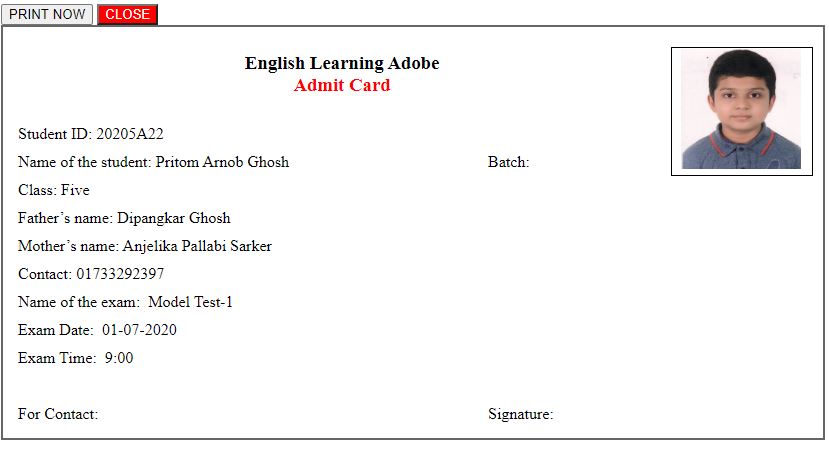 PRINT NOW CLOSE
English Learning Adobe
Admit Card
Student ID: 20205A22
Name of the student: Pritom Arnob Ghosh Batch:
Class: Five
Father’s name: Dipangkar Ghosh
Mother’s name: Anjelika Pallabi Sarker
Contact: 01733292397
Name of the exam: Model Test-1
Exam Date: 01-07-2020
Exam Time: 9:00
For Contact: Signature: